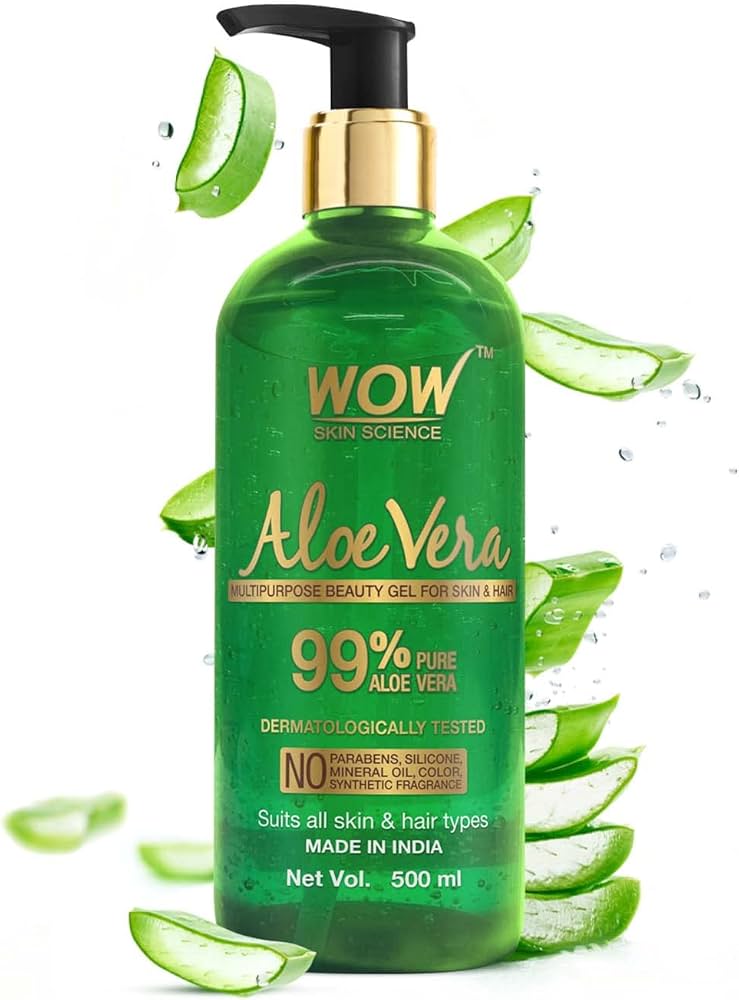 WOW™
SKIN SCIENCE
Aloe Vera
MULTIPURPOSE BEAUTY GEL FOR SKIN & HAIR
99% PURE
ALOE VERA
DERMATOLOGICALLY TESTED
NO PARABENS, SILICONE,
MINERAL OIL, COLOR,
SYNTHETIC FRAGRANCE
Suits all skin & hair types
MADE IN INDIA
Net Vol. 500 ml